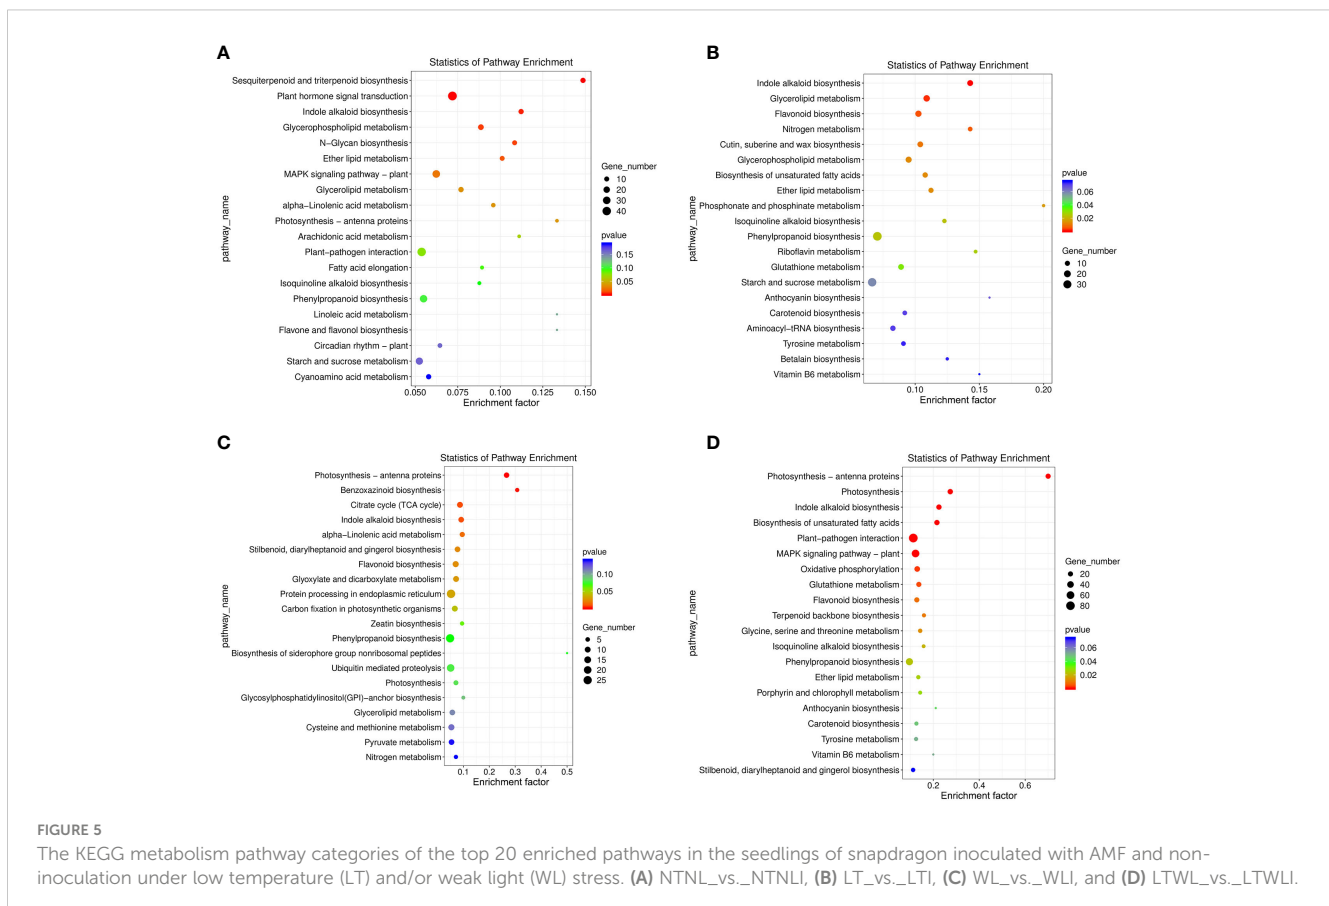 A
Statistics of Pathway Enrichment
pathway_name
Sesquiterpenoid and triterpenoid biosynthesis
Plant hormone signal transduction
Indole alkaloid biosynthesis
Glycerophospholipid metabolism
N-Glycan biosynthesis
Ether lipid metabolism
MAPK signaling pathway - plant
Glycerolipid metabolism
alpha-Linolenic acid metabolism
Photosynthesis - antenna proteins
Arachidonic acid metabolism
Plant-pathogen interaction
Fatty acid elongation
Isoquinoline alkaloid biosynthesis
Phenylpropanoid biosynthesis
Linoleic acid metabolism
Flavone and flavonol biosynthesis
Circadian rhythm - plant
Starch and sucrose metabolism
Cyanoamino acid metabolism
0.050 0.075 0.100 0.125 0.150
Enrichment factor
Gene_number
10
20
30
40
pvalue
0.15
0.10
0.05
B
Statistics of Pathway Enrichment
pathway_name
Indole alkaloid biosynthesis
Glycerolipid metabolism
Flavonoid biosynthesis
Nitrogen metabolism
Cutin, suberine and wax biosynthesis
Glycerophospholipid metabolism
Biosynthesis of unsaturated fatty acids
Ether lipid metabolism
Phosphonate and phosphinate metabolism
Isoquinoline alkaloid biosynthesis
Phenylpropanoid biosynthesis
Riboflavin metabolism
Glutathione metabolism
Starch and sucrose metabolism
Anthocyanin biosynthesis
Carotenoid biosynthesis
Aminoacyl-tRNA biosynthesis
Tyrosine metabolism
Betalain biosynthesis
Vitamin B6 metabolism
0.10 0.15 0.20
Enrichment factor
pvalue
0.06
0.04
0.02
Gene_number
10
20
30
C
Statistics of Pathway Enrichment
pathway_name
Photosynthesis - antenna proteins
Benzoxazinoid biosynthesis
Citrate cycle (TCA cycle)
Indole alkaloid biosynthesis
alpha-Linolenic acid metabolism
Stilbenoid, diarylheptanoid and gingerol biosynthesis
Flavonoid biosynthesis
Glyoxylate and dicarboxylate metabolism
Protein processing in endoplasmic reticulum
Carbon fixation in photosynthetic organisms
Zeatin biosynthesis
Phenylpropanoid biosynthesis
Biosynthesis of siderophore group nonribosomal peptides
Ubiquitin mediated proteolysis
Photosynthesis
Glycosylphosphatidylinositol(GPI)-anchor biosynthesis
Glycerolipid metabolism
Cysteine and methionine metabolism
Pyruvate metabolism
Nitrogen metabolism
0.1 0.2 0.3 0.4 0.5
Enrichment factor
pvalue
0.10
0.05
Gene_number
5
10
15
20
25
D
Statistics of Pathway Enrichment
pathway_name
Photosynthesis - antenna proteins
Photosynthesis
Indole alkaloid biosynthesis
Biosynthesis of unsaturated fatty acids
Plant-pathogen interaction
MAPK signaling pathway - plant
Oxidative phosphorylation
Glutathione metabolism
Flavonoid biosynthesis
Terpenoid backbone biosynthesis
Glycine, serine and threonine metabolism
Isoquinoline alkaloid biosynthesis
Phenylpropanoid biosynthesis
Ether lipid metabolism
Porphyrin and chlorophyll metabolism
Anthocyanin biosynthesis
Carotenoid biosynthesis
Tyrosine metabolism
Vitamin B6 metabolism
Stilbenoid, diarylheptanoid and gingerol biosynthesis
0.2 0.4 0.6
Enrichment factor
Gene_number
20
40
60
80
pvalue
0.06
0.04
0.02
FIGURE 5
The KEGG metabolism pathway categories of the top 20 enriched pathways in the seedlings of snapdragon inoculated with AMF and non-
inoculation under low temperature (LT) and/or weak light (WL) stress. (A) NTNL_vs._NTNLI, (B) LT_vs._LTI, (C) WL_vs._WLI, and (D) LTWL_vs._LTWLI.